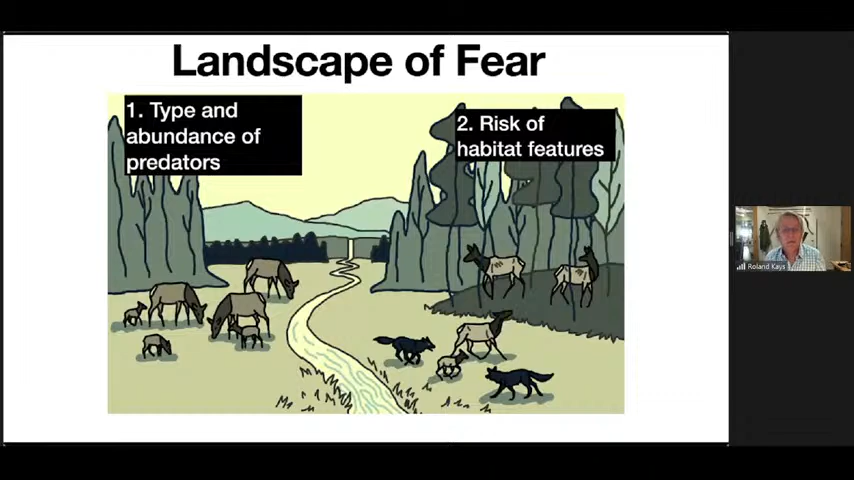 Landscape of Fear
1. Type and
abundance of
predators
2. Risk of
habitat features
Roland Kays